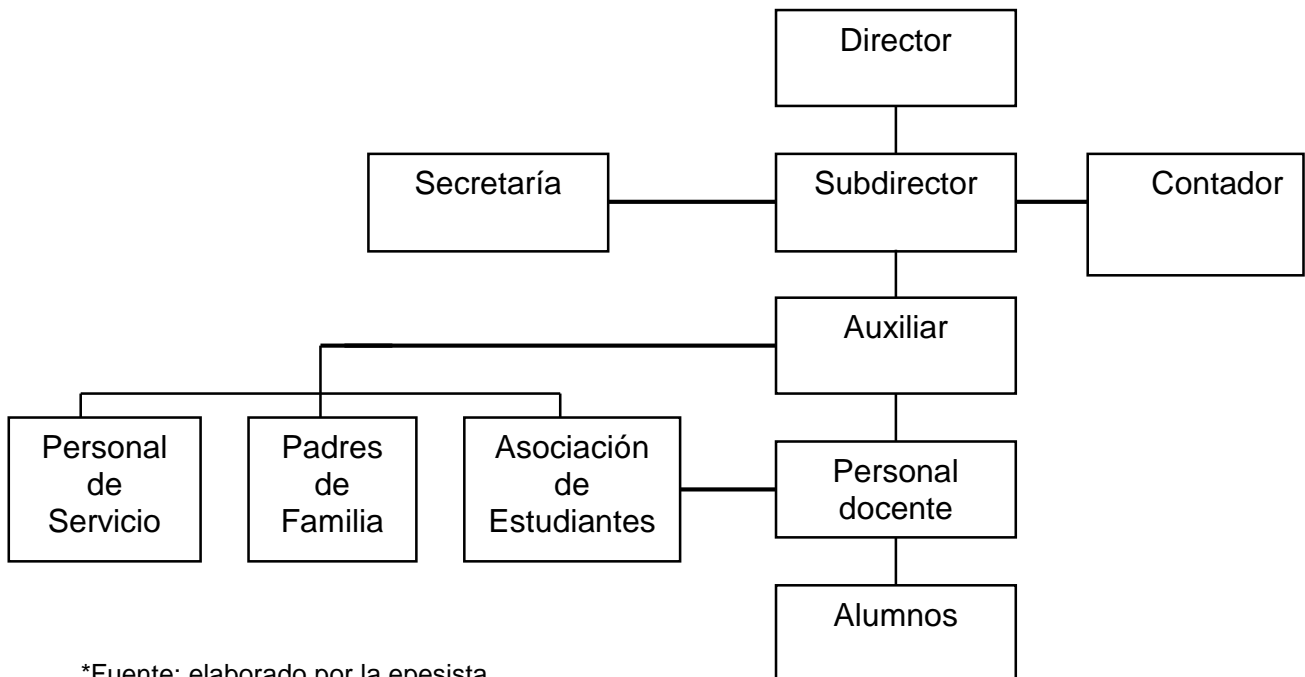 Director
Secretaría
Subdirector
Contador
Auxiliar
Personal
de
Servicio
Padres
de
Familia
Asociación
de
Estudiantes
Personal
docente
Alumnos
*Fuente: elaborado por la epesista